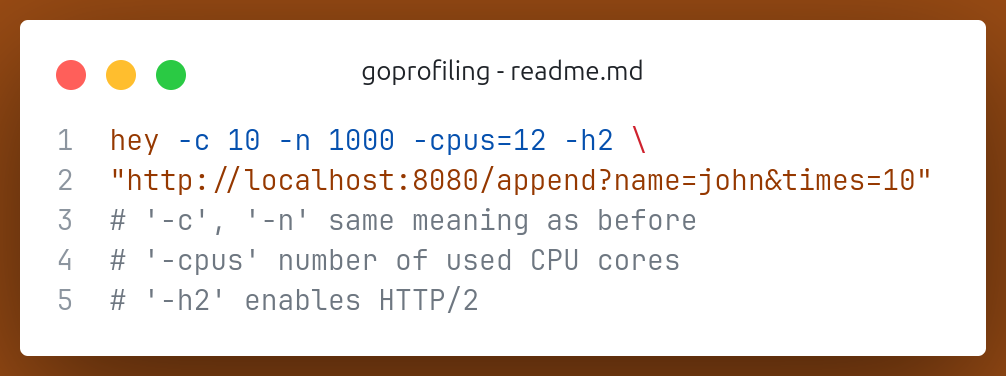 goprofiling - readme.md
1 hey -c 10 -n 1000 -cpus=12 -h2 \
2 "http://localhost:8080/append?name=john&times=10"
3 # '-c', '-n' same meaning as before
4 # '-cpus' number of used CPU cores
5 # '-h2' enables HTTP/2